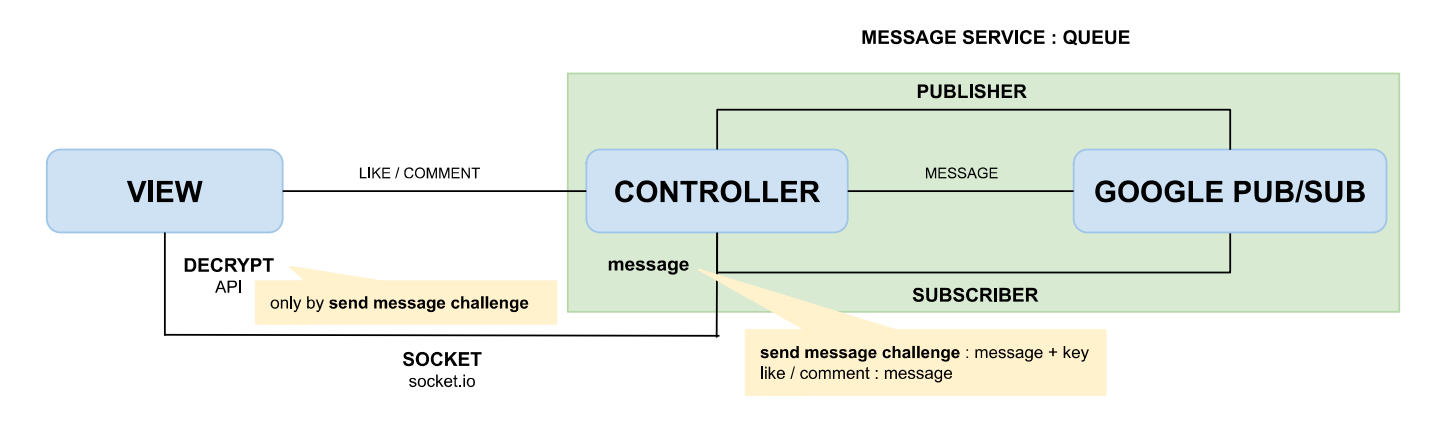 MESSAGE SERVICE : QUEUE
PUBLISHER
VIEW
LIKE / COMMENT
CONTROLLER
MESSAGE
GOOGLE PUB/SUB
DECRYPT
API
only by send message challenge
message
SUBSCRIBER
SOCKET
socket.io
send message challenge : message + key
like / comment : message